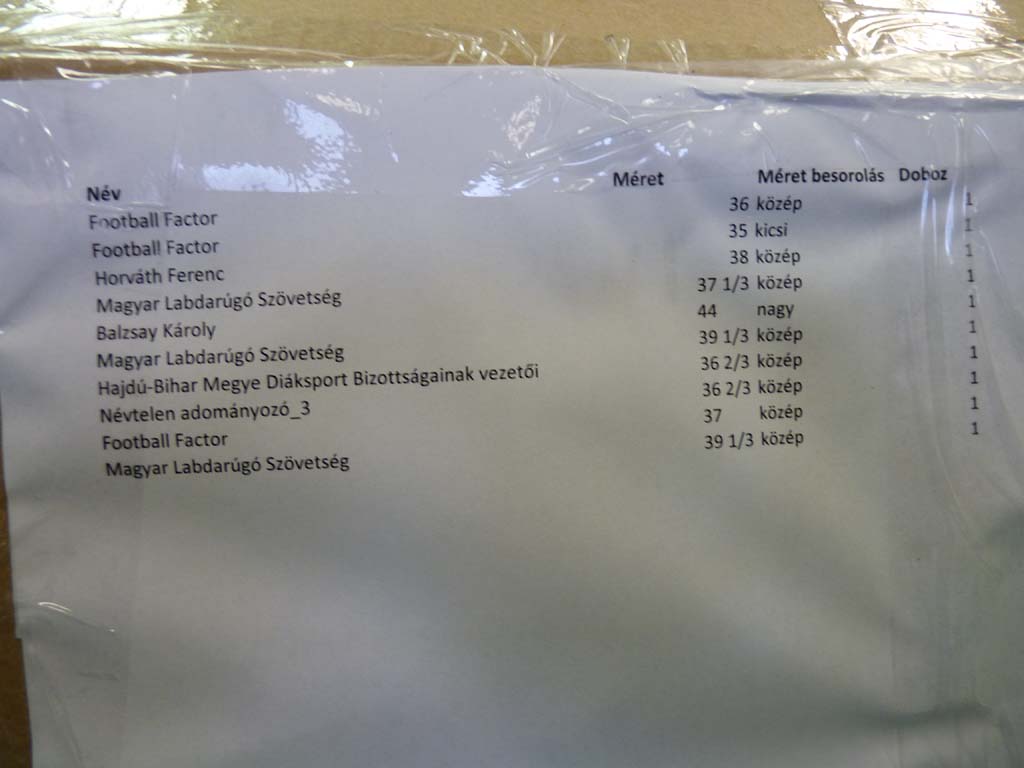 Név Méret Méret besorolás Doboz
Football Factor 36 közép 1
Football Factor 35 kicsi 1
Horváth Ferenc 38 közép 1
Magyar Labdarúgó Szövetség 37 1/3 közép 1
Balzsay Károly 44 nagy 1
Magyar Labdarúgó Szövetség 39 1/3 közép 1
Hajdú-Bihar Megye Diáksport Bizottságainak vezetői 36 2/3 közép 1
Névtelen adományozó_3 36 2/3 közép 1
Football Factor 37 közép 1
Magyar Labdarúgó Szövetség 39 1/3 közép 1